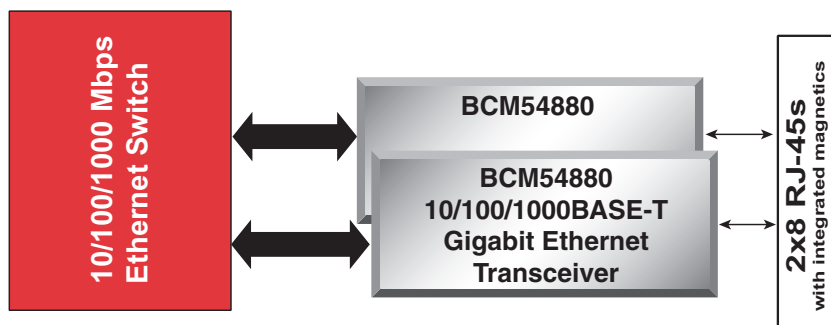 10/100/1000 Mbps
Ethernet Switch
BCM54880
BCM54880
10/100/1000BASE-T
Gigabit Ethernet
Transceiver
2x8 RJ-45s
with integrated magnetics